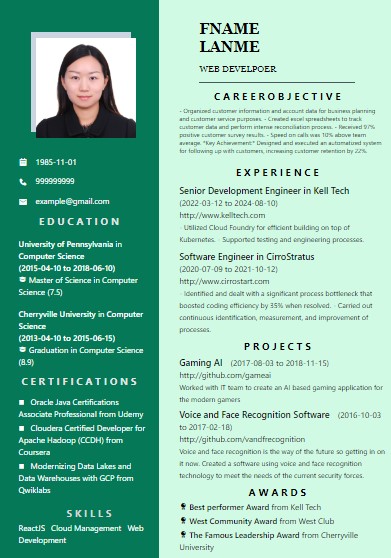 1985-11-01
999999999
example@gmail.com
EDUCATION
University of Pennsylvania in
Computer Science
(2015-04-10 to 2018-06-10)
Master of Science in Computer
Science (7.5)
Cherryville University in Computer
Science
(2013-04-10 to 2015-06-15)
Graduation in Computer Science
(8.9)
CERTIFICATIONS
Oracle Java Certifications
Associate Professional from Udemy
Cloudera Certified Developer for
Apache Hadoop (CCDH) from
Coursera
Modernizing Data Lakes and
Data Warehouses with GCP from
Qwiklabs
SKILLS
ReactJS Cloud Management Web
Development
FNAME
LANME
WEB DEVELPOER
CAREEROBJECTIVE
- Organized customer information and account data for business planning
and customer service purposes. - Created excel spreadsheets to track
customer data and perform intense reconciliation process. - Received 97%
positive customer survey results. - Speed on calls was 10% above team
average. *Key Achievement:* Designed and executed an automatized system
for following up with customers, increasing customer retention by 22%.
EXPERIENCE
Senior Development Engineer in Kell Tech
(2022-03-12 to 2024-08-10)
http://www.kelltech.com
· Utilized Cloud Foundry for efficient building on top of
Kubernetes. · Supported testing and engineering processes.
Software Engineer in CirroStratus
(2020-07-09 to 2021-10-12)
http://www.cirrostart.com
· Identified and dealt with a significant process bottleneck that
boosted coding efficiency by 35% when resolved. · Carried out
continuous identification, measurement, and improvement of
processes.
PROJECTS
Gaming AI (2017-08-03 to 2018-11-15)
http://github.com/gameai
Worked with IT team to create an AI based gaming application for
the modern gamers
Voice and Face Recognition Software (2016-10-03
to 2017-02-18)
http://github.com/vandfrecognition
Voice and face recognition is the way of the future so getting in on
it now. Created a software using voice and face recognition
technology to meet the needs of the current security forces.
AWARDS
Best performer Award from Kell Tech
West Community Award from West Club
The Famous Leadership Award from Cherryville
University